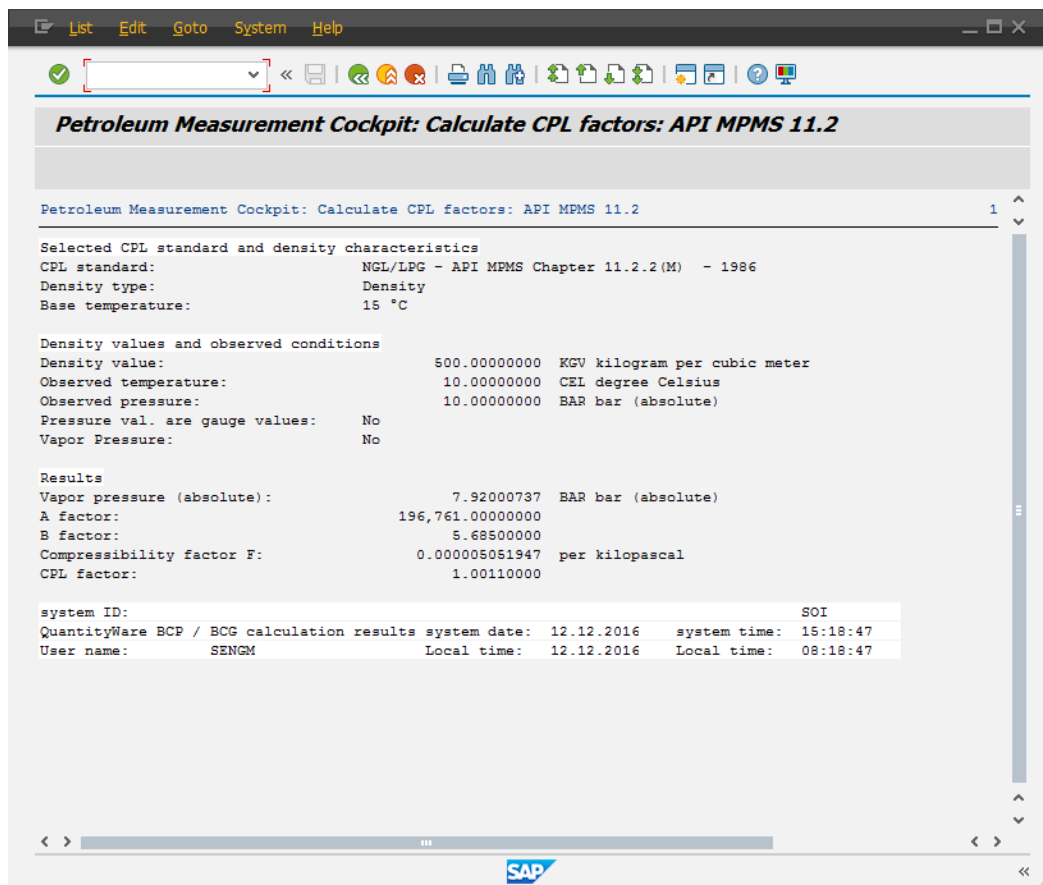 List Edit Goto System Help
Petroleum Measurement Cockpit: Calculate CPL factors: API MPMS 11.2
Petroleum Measurement Cockpit: Calculate CPL factors: API MPMS 11.2 1
Selected CPL standard and density characteristics
CPL standard: NGL/LPG - API MPMS Chapter 11.2.2(M) - 1986
Density type: Density
Base temperature: 15 °C
Density values and observed conditions
Density value: 500.00000000 KGV kilogram per cubic meter
Observed temperature: 10.00000000 CEL degree Celsius
Observed pressure: 10.00000000 BAR bar (absolute)
Pressure val. are gauge values: No
Vapor Pressure: No
Results
Vapor pressure (absolute): 7.92000737 BAR bar (absolute)
A factor: 196,761.00000000
B factor: 5.68500000
Compressibility factor F: 0.000005051947 per kilopascal
CPL factor: 1.00110000
system ID: SOI
QuantityWare BCP / BCG calculation results system date: 12.12.2016 system time: 15:18:47
User name: SENGM Local time: 12.12.2016 Local time: 08:18:47
SAP